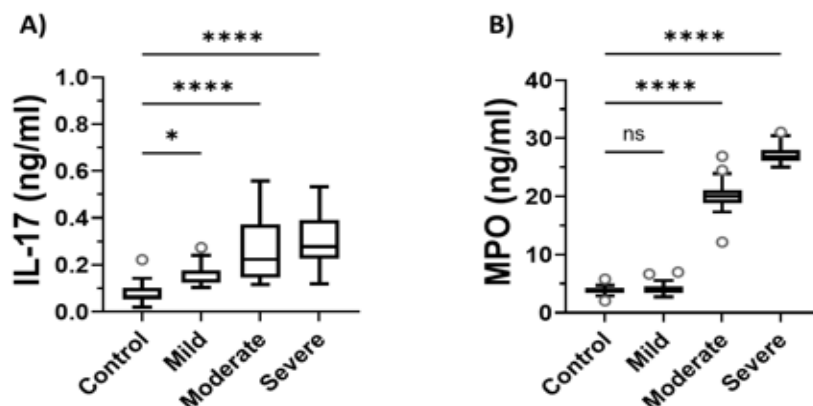 A)
****
****
*
IL-17 (ng/ml)
1.0
0.8
0.6
0.4
0.2
0.0
Control
Mild
Moderate
Severe
B)
****
****
ns
MPO (ng/ml)
40
30
20
10
0
Control
Mild
Moderate
Severe